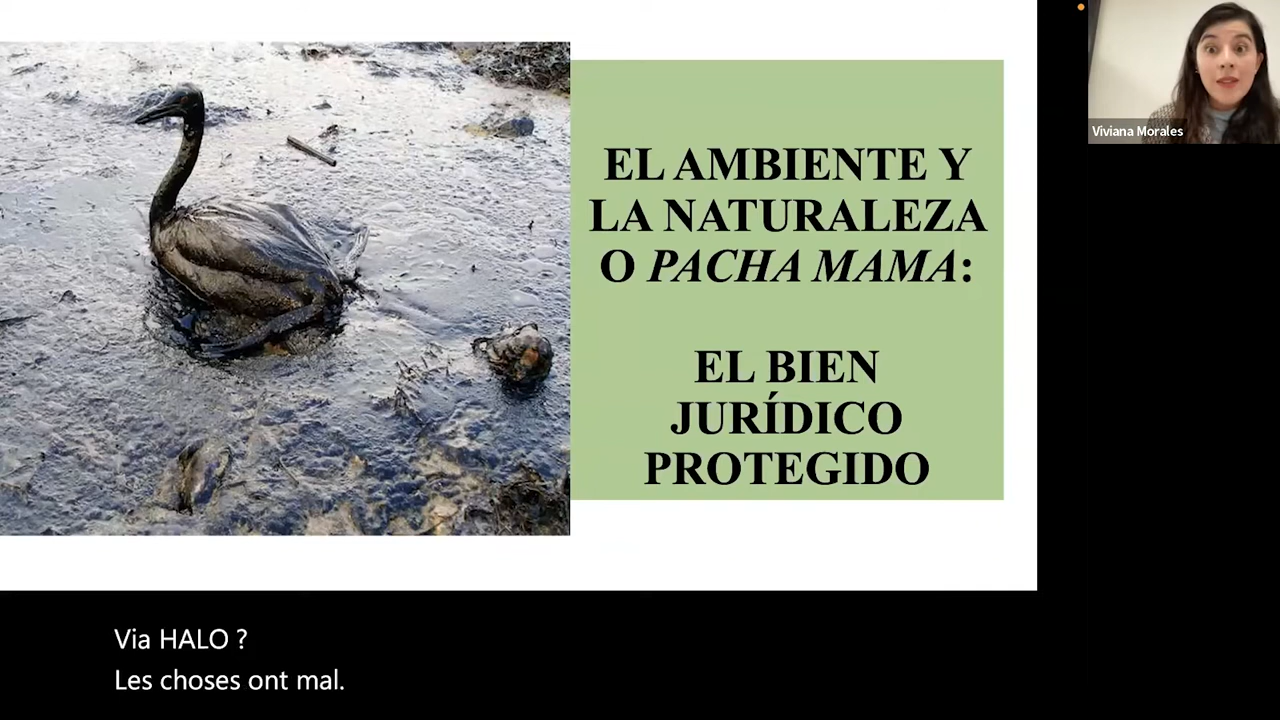 EL AMBIENTE Y
LA NATURALEZA
O PACHA MAMA:
EL BIEN
JURÍDICO
PROTEGIDO
Viviana Morales
Via HALO ?
Les choses ont mal.